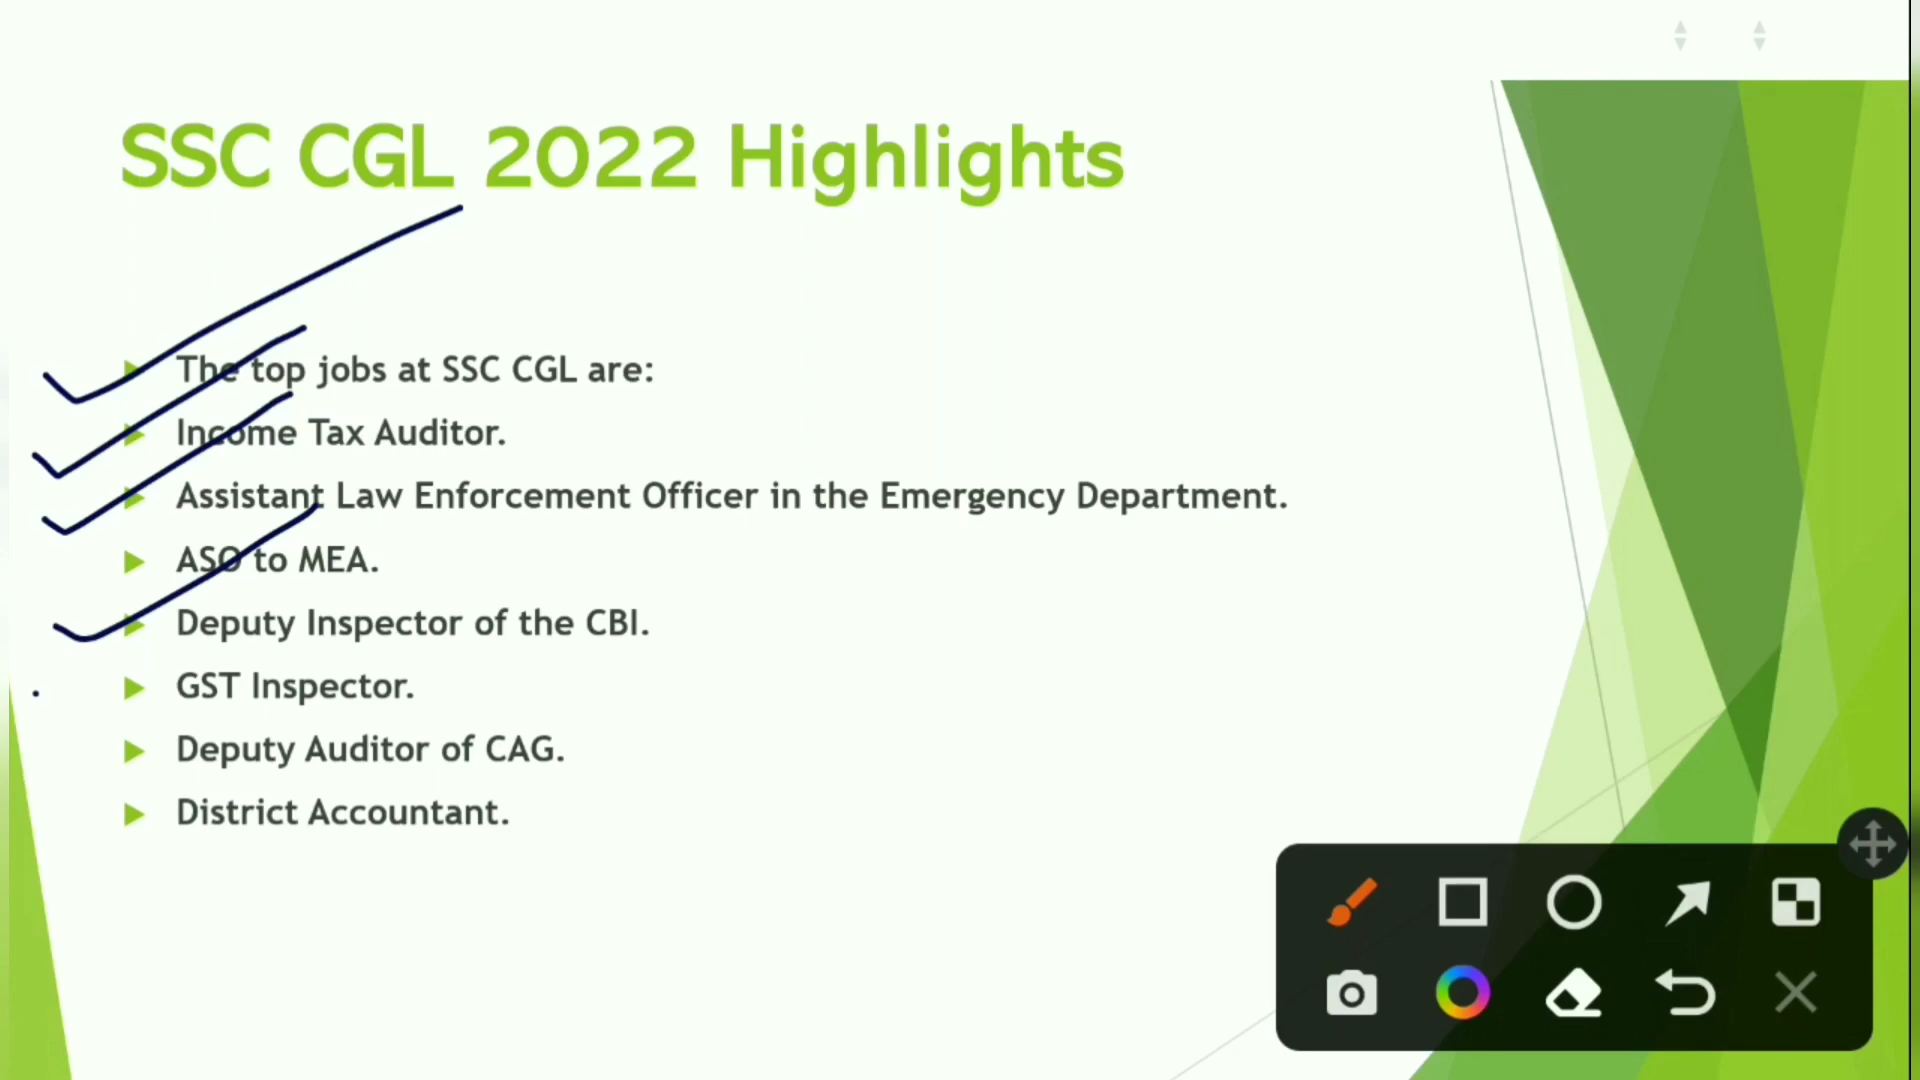 SSC CGL 2022 Highlights
The top jobs at SSC CGL are:
Income Tax Auditor.
Assistant Law Enforcement Officer in the Emergency Department.
ASO to MEA.
Deputy Inspector of the CBI.
GST Inspector.
Deputy Auditor of CAG.
District Accountant.